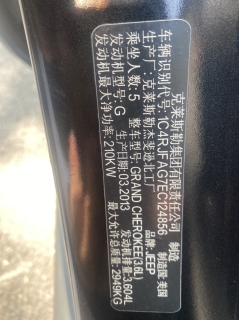 克莱斯勒集团有限责任公司 制造
车辆识别代号:1C4RJFAG7EC124856
生产厂:克莱斯勒杰斐逊北工厂 制造国:美国
乘坐人数:5 品牌:JEEP
发动机型号:G 整车型号:GRAND CHEROKEE(3.6L)
发动机最大净功率:210KW 生产日期:03.2013 发动机排量:3.604L
最大允许总质量:2949KG